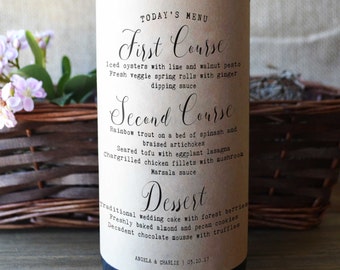 TODAY'S MENU
First Course
Iced oysters with lime and walnut pesto
Fresh veggie spring rolls with ginger
dipping sauce
Second Course
Rainbow trout on a bed of spinach and
braised artichokes
Seared tofu with eggplant lasagna
Chargrilled chicken fillets with mushroom
Marsala sauce
Dessert
Traditional wedding cake with forest berries
Freshly baked almond and pecan cookies
Decadent chocolate mousse with truffles
ANGELA & CHARLIE | 03.10.17